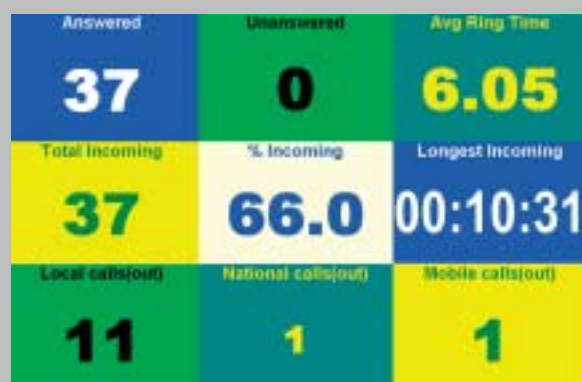 Answered
37
Unanswered
0
Avg Ring Time
6.05
Total Incoming
37
% Incoming
66.0
Longest Incoming
00:10:31
Local calls(out)
11
National calls(out)
1
Mobile calls(out)
1